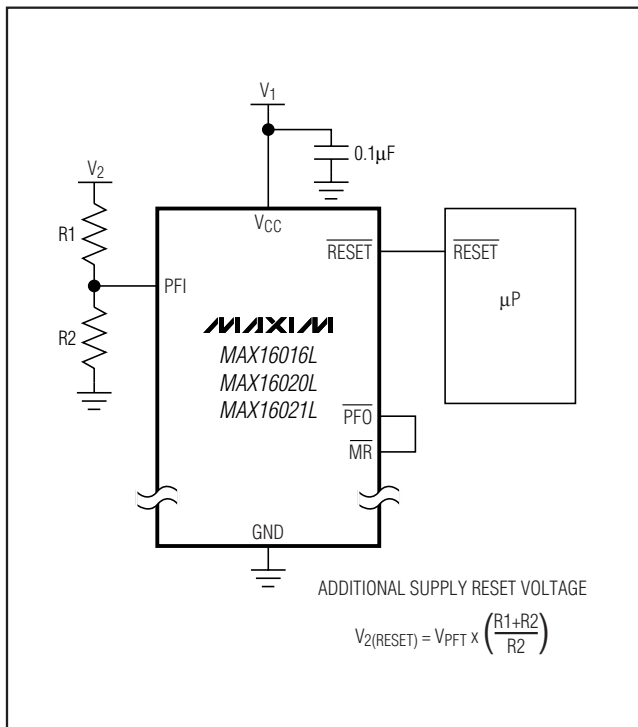 V1
0.1µF
V2
R1
R2
VCC
PFI
RESET
RESET
µP
MAXIM
MAX16016L
MAX16020L
MAX16021L
PFO
MR
GND
ADDITIONAL SUPPLY RESET VOLTAGE
V2(RESET) = VPFT x (R1+R2/R2)